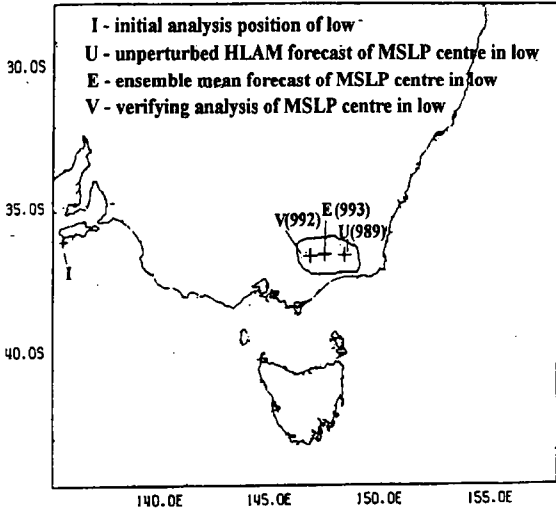 I - initial analysis position of low
U - unperturbed HLAM forecast of MSLP centre in low
E - ensemble mean forecast of MSLP centre in low
V - verifying analysis of MSLP centre in low
30.0S
35.0S
E(993)
V(992)
U(989)
I
40.0S
140.0E 145.0E 150.0E 155.0E